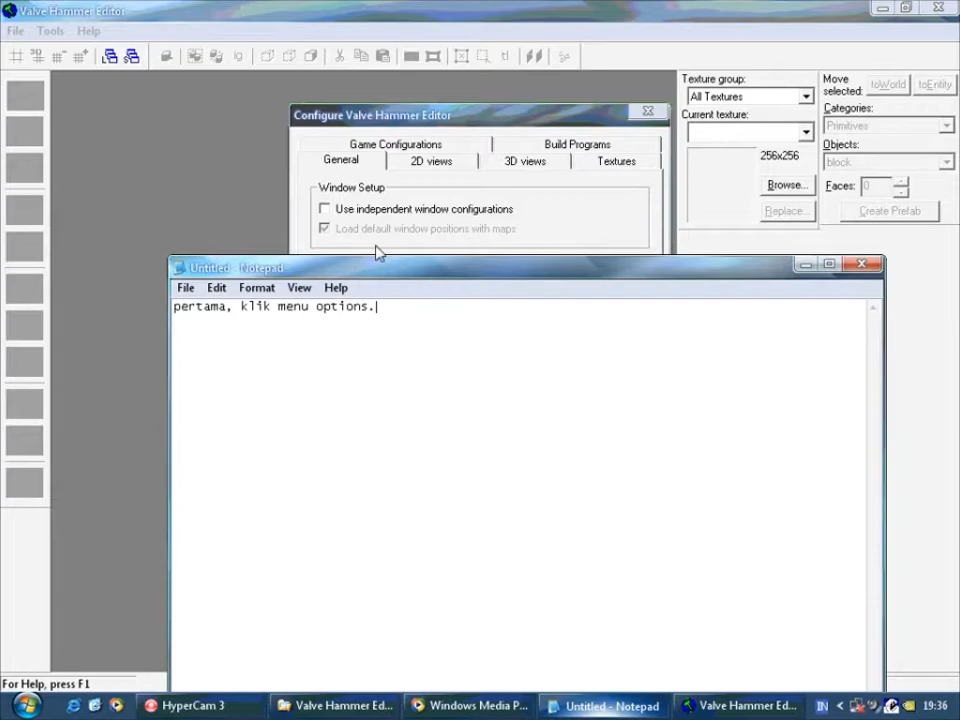 Valve Hammer Editor
File Tools Help
3D
ig
tl
Texture group:
All Textures
Current texture:
256x256
Browse...
Replace...
Move selected:
toWorld
toEntity
Categories:
Primitives
Objects:
block
Faces: 0
Create Prefab
Configure Valve Hammer Editor
Game Configurations Build Programs
General 2D views 3D views Textures
Window Setup
Use independent window configurations
Load default window positions with maps
Untitled - Notepad
File Edit Format View Help
pertama, klik menu options.
For Help, press F1
HyperCam 3 Valve Hammer Ed... Windows Media P... Untitled - Notepad Valve Hammer Ed... IN 19:36